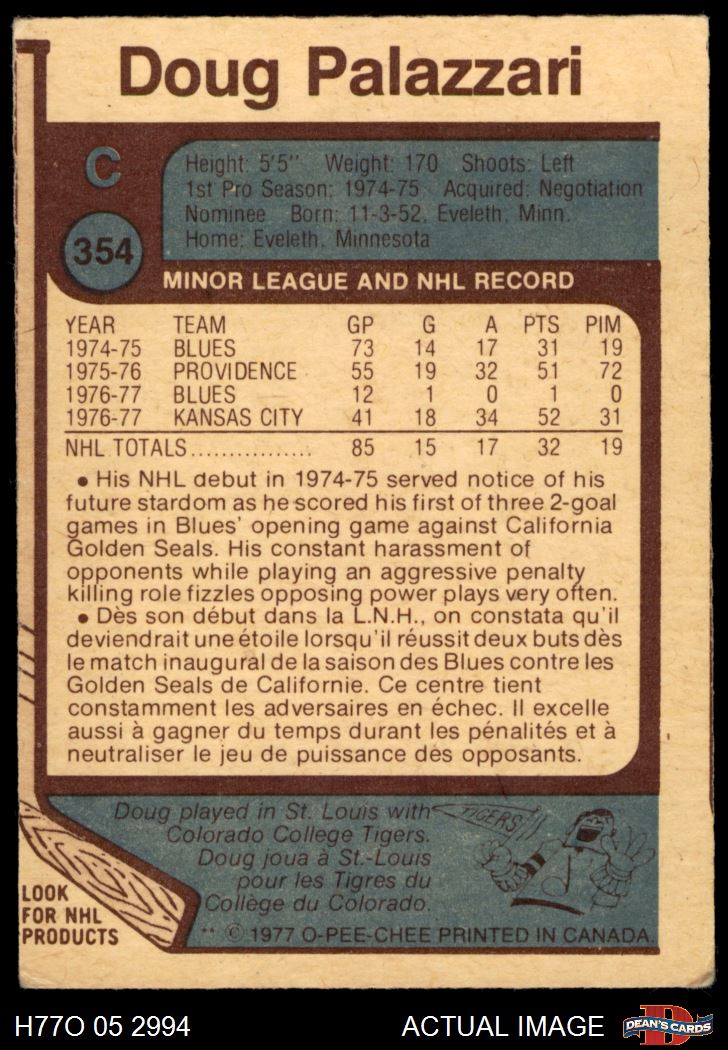 Doug Palazzari
C
Height: 5'5" Weight: 170 Shoots: Left
1st Pro Season: 1974-75 Acquired: Negotiation
Nominee Born: 11-3-52, Eveleth, Minn.
Home: Eveleth, Minnesota
354
MINOR LEAGUE AND NHL RECORD
YEAR TEAM GP G A PTS PIM
1974-75 BLUES 73 14 17 31 19
1975-76 PROVIDENCE 55 19 32 51 72
1976-77 BLUES 12 1 0 1 0
1976-77 KANSAS CITY 41 18 34 52 31
NHL TOTALS................ 85 15 17 32 19
• His NHL debut in 1974-75 served notice of his
future stardom as he scored his first of three 2-goal
games in Blues' opening game against California
Golden Seals. His constant harassment of
opponents while playing an aggressive penalty
killing role fizzles opposing power plays very often.
• Dès son début dans la L.N.H., on constata qu'il
deviendrait une étoile lorsqu'il réussit deux buts dès
le match inaugural de la saison des Blues contre les
Golden Seals de Californie. Ce centre tient
constamment les adversaires en échec. Il excelle
aussi à gagner du temps durant les pénalités et à
neutraliser le jeu de puissance des opposants.
Doug played in St. Louis with
Colorado College Tigers.
Doug joua à St.-Louis
pour les Tigres du
Collège du Colorado.
TIGERS
LOOK
FOR NHL
PRODUCTS
** © 1977 O-PEE-CHEE PRINTED IN CANADA
H77O 05 2994 ACTUAL IMAGE
DEAN'S CARDS